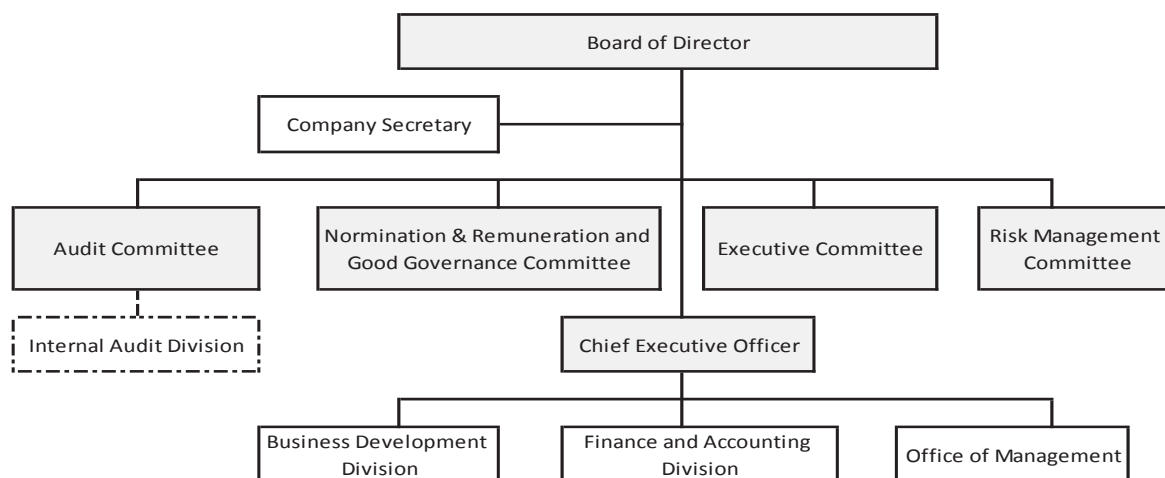 Board of Director
Company Secretary
Audit Committee
Normination & Remuneration and
Good Governance Committee
Executive Committee
Risk Management
Committee
Internal Audit Division
Chief Executive Officer
Business Development
Division
Finance and Accounting
Division
Office of Management